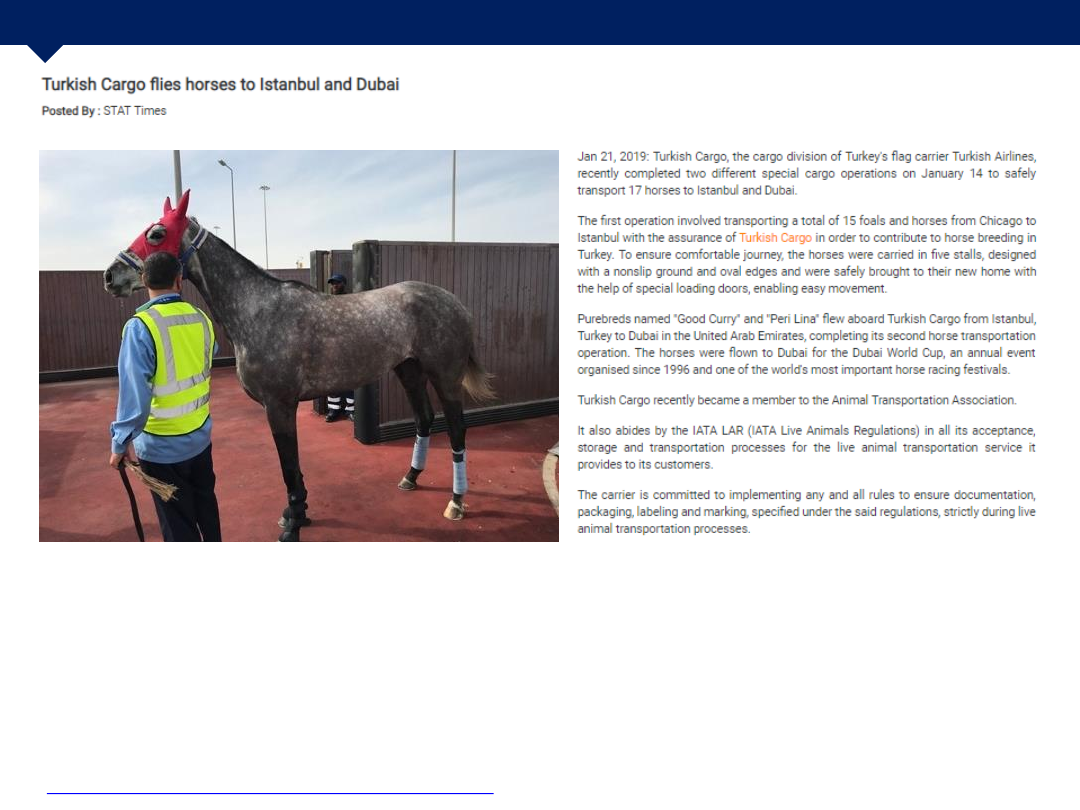 Turkish Cargo flies horses to Istanbul and Dubai
Posted By : STAT Times
Jan 21, 2019: Turkish Cargo, the cargo division of Turkey's flag carrier Turkish Airlines,
recently completed two different special cargo operations on January 14 to safely
transport 17 horses to Istanbul and Dubai.
The first operation involved transporting a total of 15 foals and horses from Chicago to
Istanbul with the assurance of Turkish Cargo in order to contribute to horse breeding in
Turkey. To ensure comfortable journey, the horses were carried in five stalls, designed
with a nonslip ground and oval edges and were safely brought to their new home with
the help of special loading doors, enabling easy movement.
Purebreds named "Good Curry" and "Peri Lina" flew aboard Turkish Cargo from Istanbul,
Turkey to Dubai in the United Arab Emirates, completing its second horse transportation
operation. The horses were flown to Dubai for the Dubai World Cup, an annual event
organised since 1996 and one of the world's most important horse racing festivals.
Turkish Cargo recently became a member to the Animal Transportation Association.
It also abides by the IATA LAR (IATA Live Animals Regulations) in all its acceptance,
storage and transportation processes for the live animal transportation service it
provides to its customers.
The carrier is committed to implementing any and all rules to ensure documentation,
packaging, labeling and marking, specified under the said regulations, strictly during live
animal transportation processes.